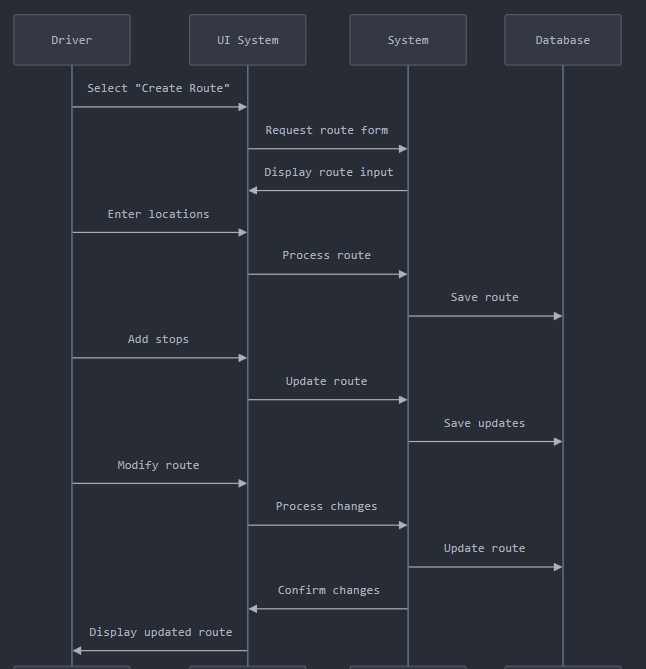 Driver
UI System
System
Database
Select "Create Route"
Request route form
Display route input
Enter locations
Process route
Save route
Add stops
Update route
Save updates
Modify route
Process changes
Update route
Confirm changes
Display updated route